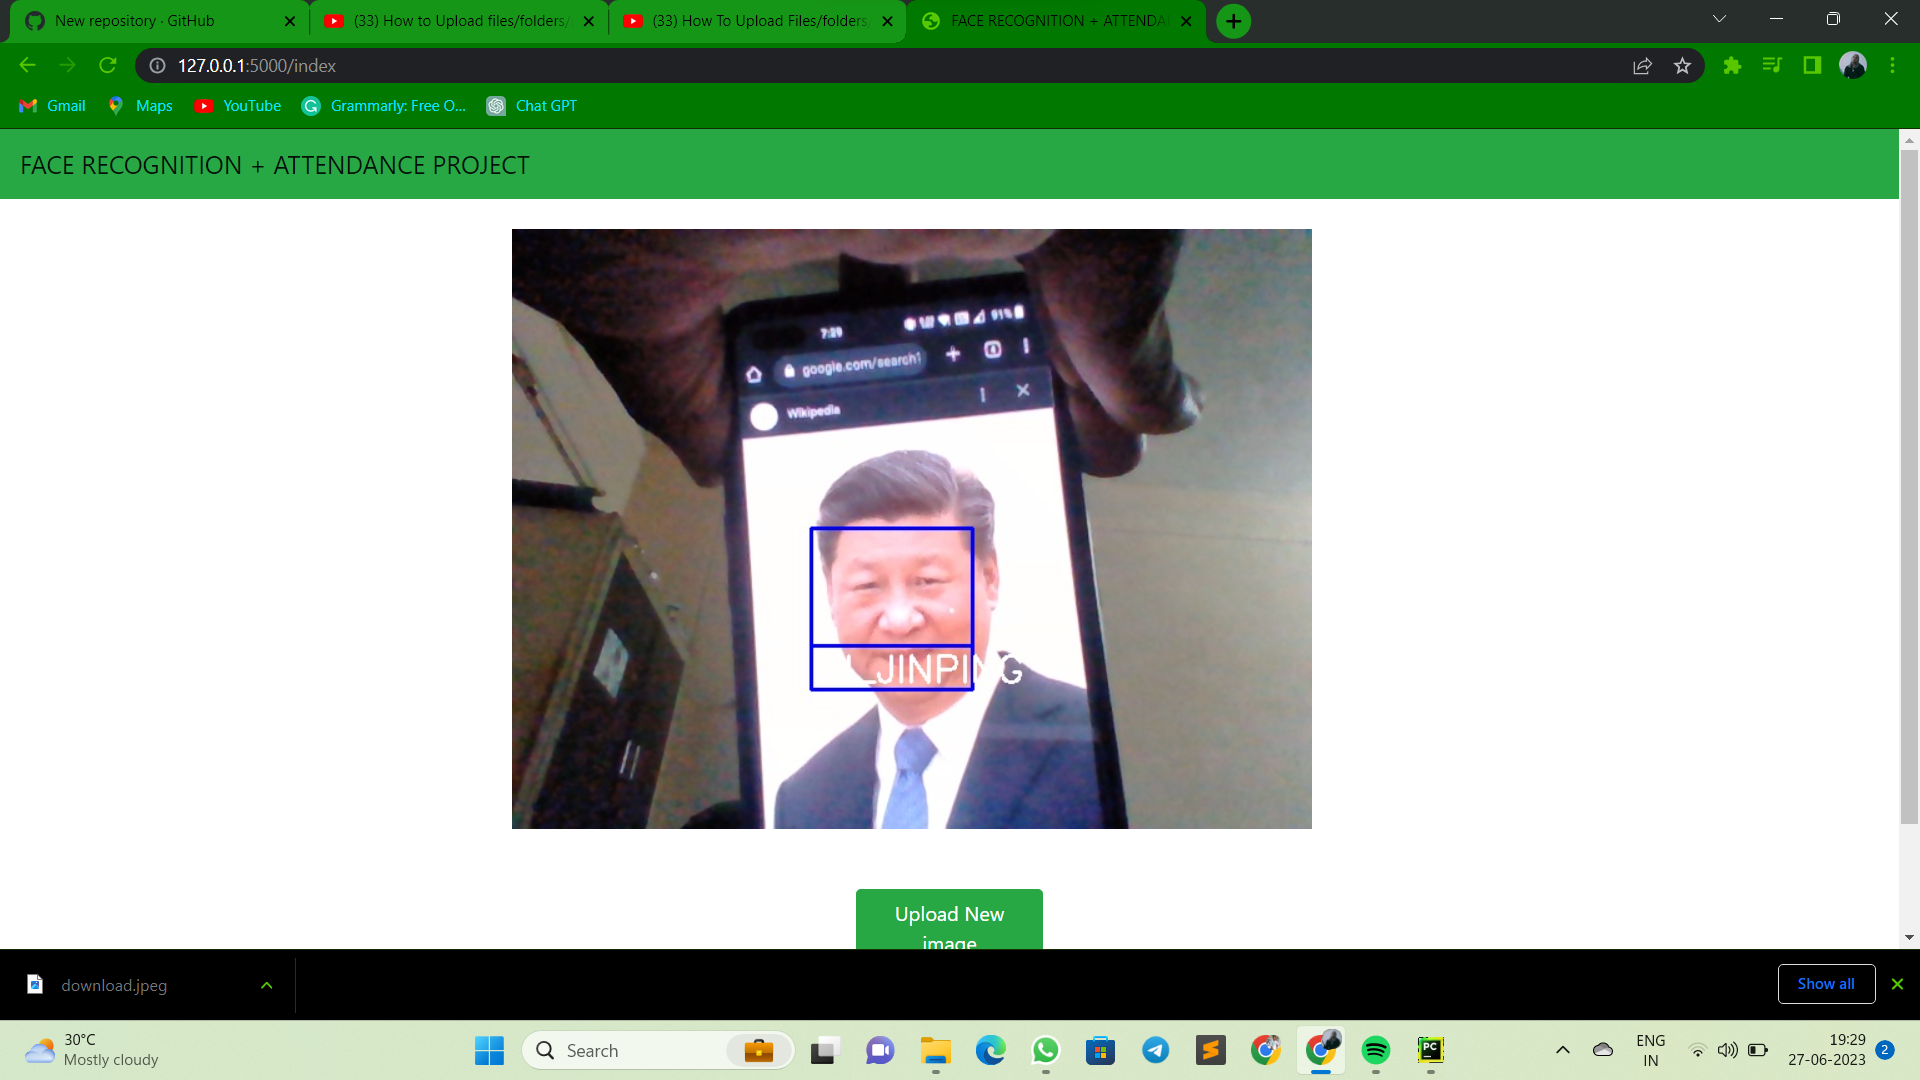 New repository · GitHub
(33) How to Upload files/folders/
(33) How To Upload Files/folders,
FACE RECOGNITION + ATTENDA
127.0.0.1:5000/index
Gmail
Maps
YouTube
Grammarly: Free O...
Chat GPT
FACE RECOGNITION + ATTENDANCE PROJECT
7:29
91%
google.com/search?
Wikipedia
JINPING
Upload New
image
download.jpeg
Show all
30°C
Mostly cloudy
Search
PC
ENG
IN
19:29
27-06-2023
2